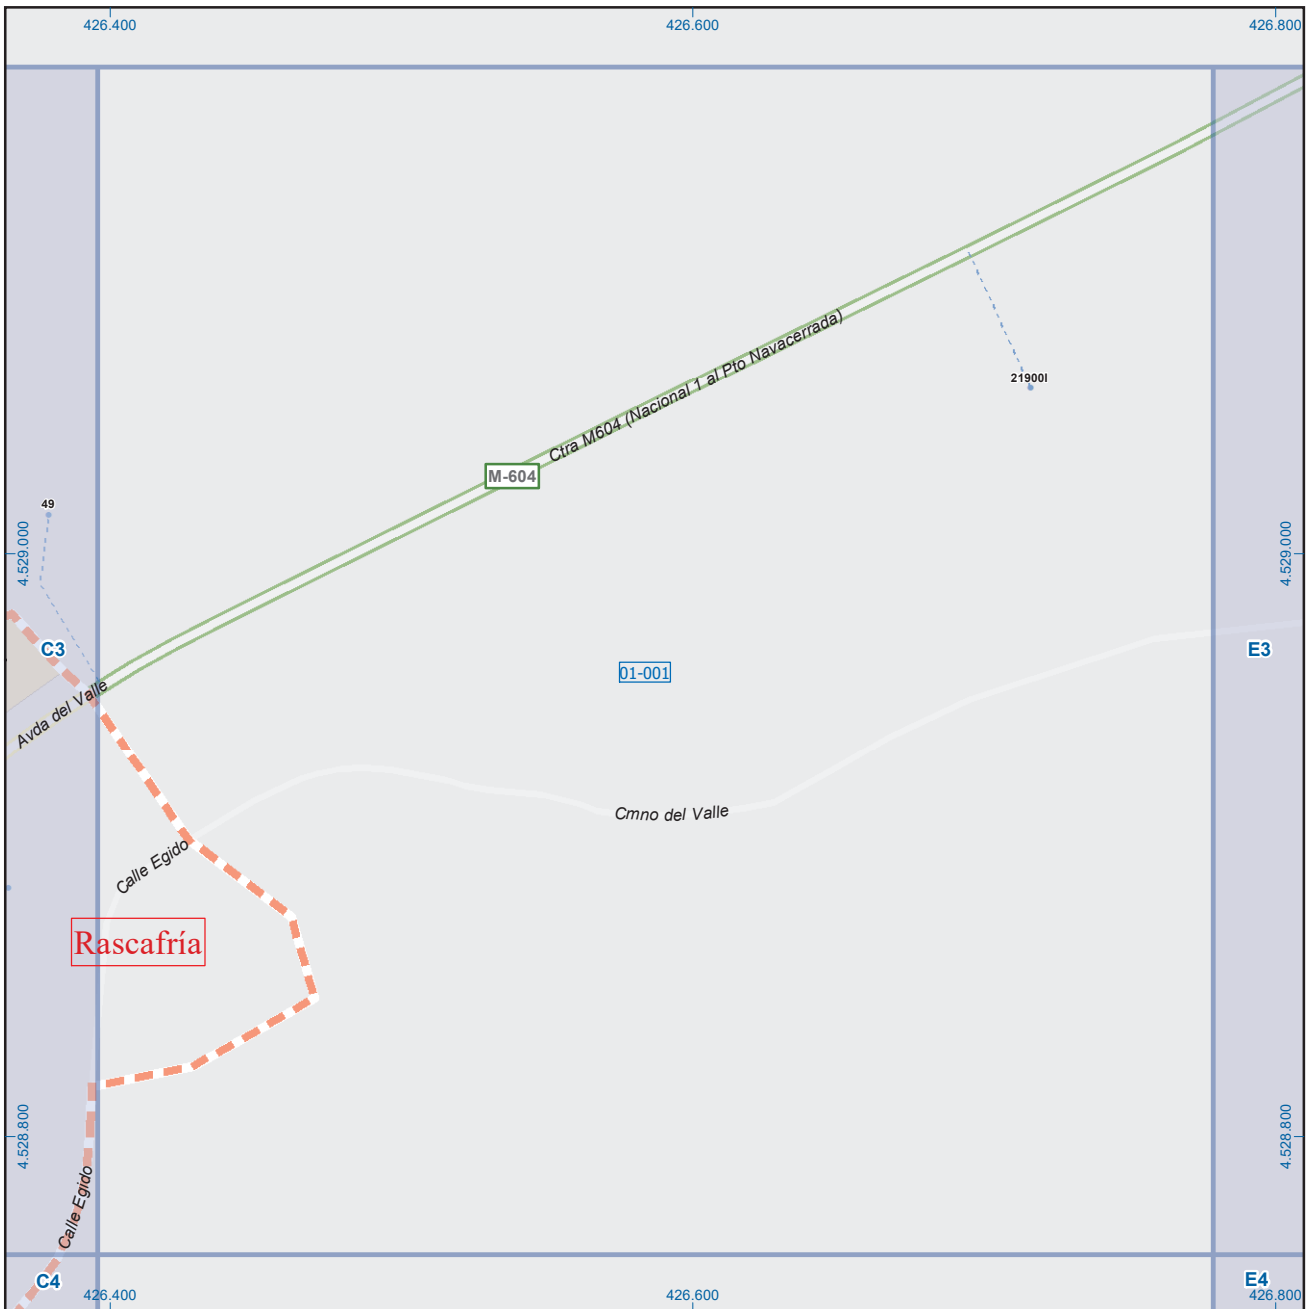 426.400
426.600
426.800
Ctra M604 (Nacional 1 al Pto Navacerrada)
21900I
M-604
49
4.529.000
4.529.000
C3
01-001
E3
Avda del Valle
Cmno del Valle
Calle Egido
Rascafría
4.528.800
4.528.800
Calle Egido
C4
E4
426.400
426.600
426.800